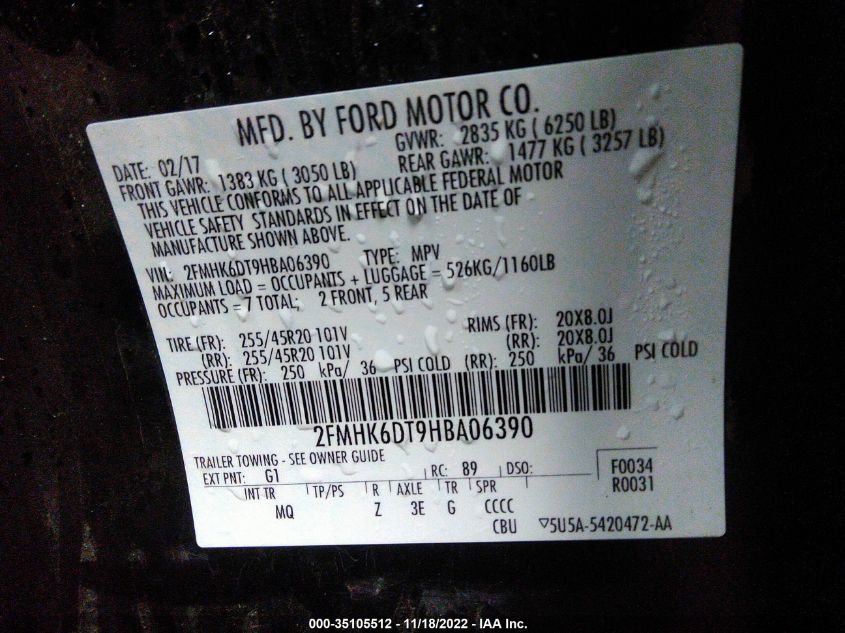 MFD. BY FORD MOTOR CO.
DATE: 02/17 GVWR: 2835 KG ( 6250 LB)
FRONT GAWR: 1383 KG ( 3050 LB) REAR GAWR: 1477 KG ( 3257 LB)
THIS VEHICLE CONFORMS TO ALL APPLICABLE FEDERAL MOTOR
VEHICLE SAFETY STANDARDS IN EFFECT ON THE DATE OF
MANUFACTURE SHOWN ABOVE.
VIN: 2FMHK6DT9HBA06390 TYPE: MPV
MAXIMUM LOAD = OCCUPANTS + LUGGAGE = 526KG/1160LB
OCCUPANTS = 7 TOTAL, 2 FRONT, 5 REAR
TIRE (FR): 255/45R20 101V RIMS (FR): 20X8.0J
(RR): 255/45R20 101V (RR): 20X8.0J
PRESSURE (FR): 250 kPa/ 36 PSI COLD (RR): 250 kPa/ 36 PSI COLD
2FMHK6DT9HBA06390
TRAILER TOWING - SEE OWNER GUIDE
EXT PNT: G1 RC: 89 DSO: F0034
INT TR TP/PS R AXLE TR SPR R0031
MQ Z 3E G CCCC
CBU ▽5U5A-5420472-AA
000-35105512 - 11/18/2022 - IAA Inc.